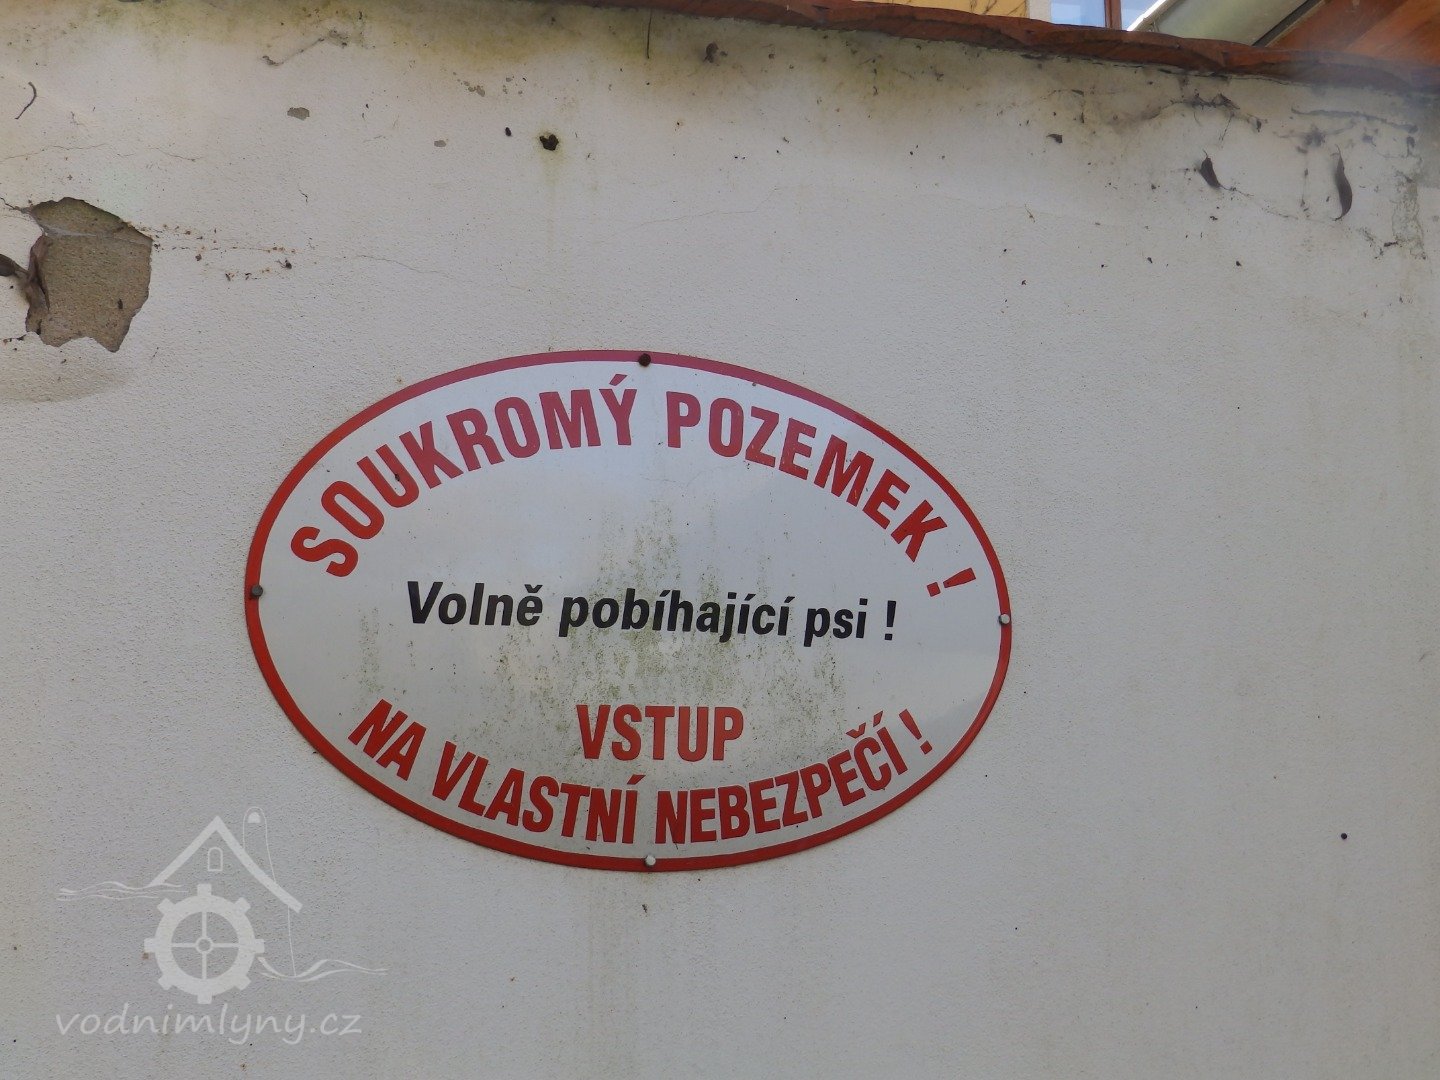 SOUKROMÝ POZEMEK !
Volně pobíhající psi !
VSTUP
NA VLASTNÍ NEBEZPEČÍ !
vodnimlyny.cz